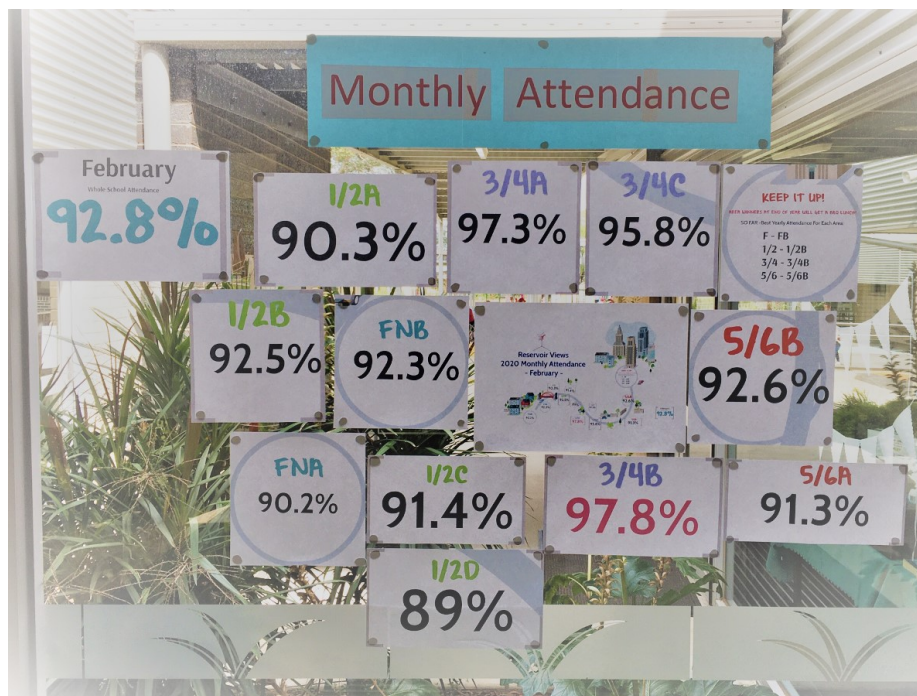 Monthly Attendance
February
Whole School Attendance
92.8%
1/2A
90.3%
3/4A
97.3%
3/4C
95.8%
KEEP IT UP!
F - FB
1/2 - 1/2B
3/4 - 3/4B
5/6 - 5/6B
1/2B
92.5%
FNB
92.3%
Reservoir Views
2020 Monthly Attendance
- February -
5/6B
92.6%
FNA
90.2%
1/2C
91.4%
3/4B
97.8%
5/6A
91.3%
1/2D
89%